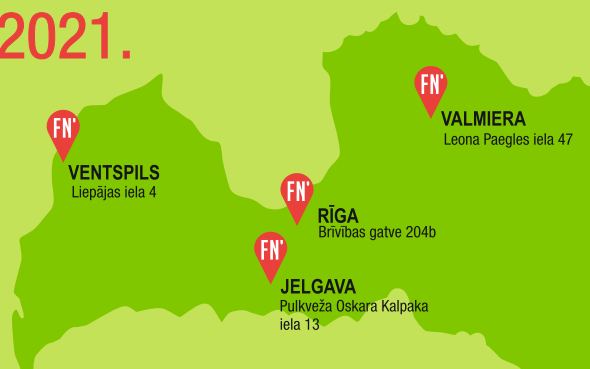 2021.
FN'
VALMIERA
Leona Paegles iela 47
FN'
VENTSPILS
Liepājas iela 4
FN'
RĪGA
Brīvības gatve 204b
FN'
JELGAVA
Pulkveža Oskara Kalpaka
iela 13